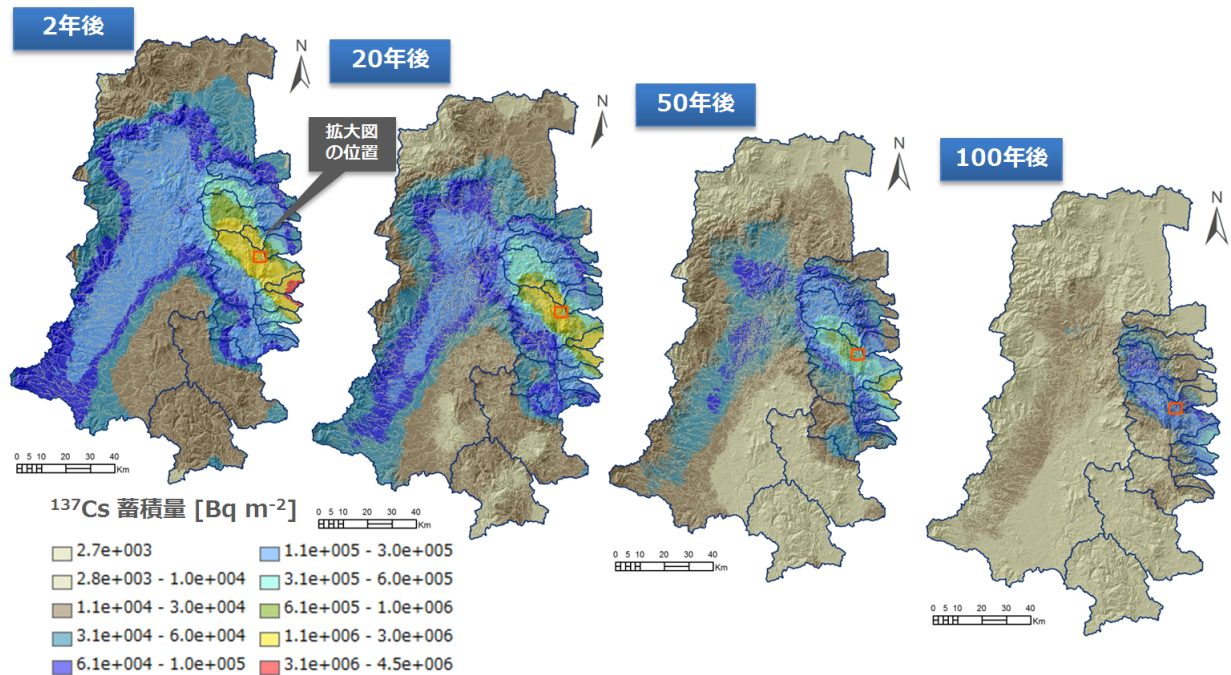 2年後
20年後
50年後
100年後
N
N
N
N
拡大図
の位置
0 5 10 20 30 40
Km
0 5 10 20 30 40
Km
0 5 10 20 30 40
Km
0 5 10 20 30 40
Km
¹³⁷Cs 蓄積量 [Bq m⁻²]
2.7e+003
2.8e+003 - 1.0e+004
1.1e+004 - 3.0e+004
3.1e+004 - 6.0e+004
6.1e+004 - 1.0e+005
1.1e+005 - 3.0e+005
3.1e+005 - 6.0e+005
6.1e+005 - 1.0e+006
1.1e+006 - 3.0e+006
3.1e+006 - 4.5e+006